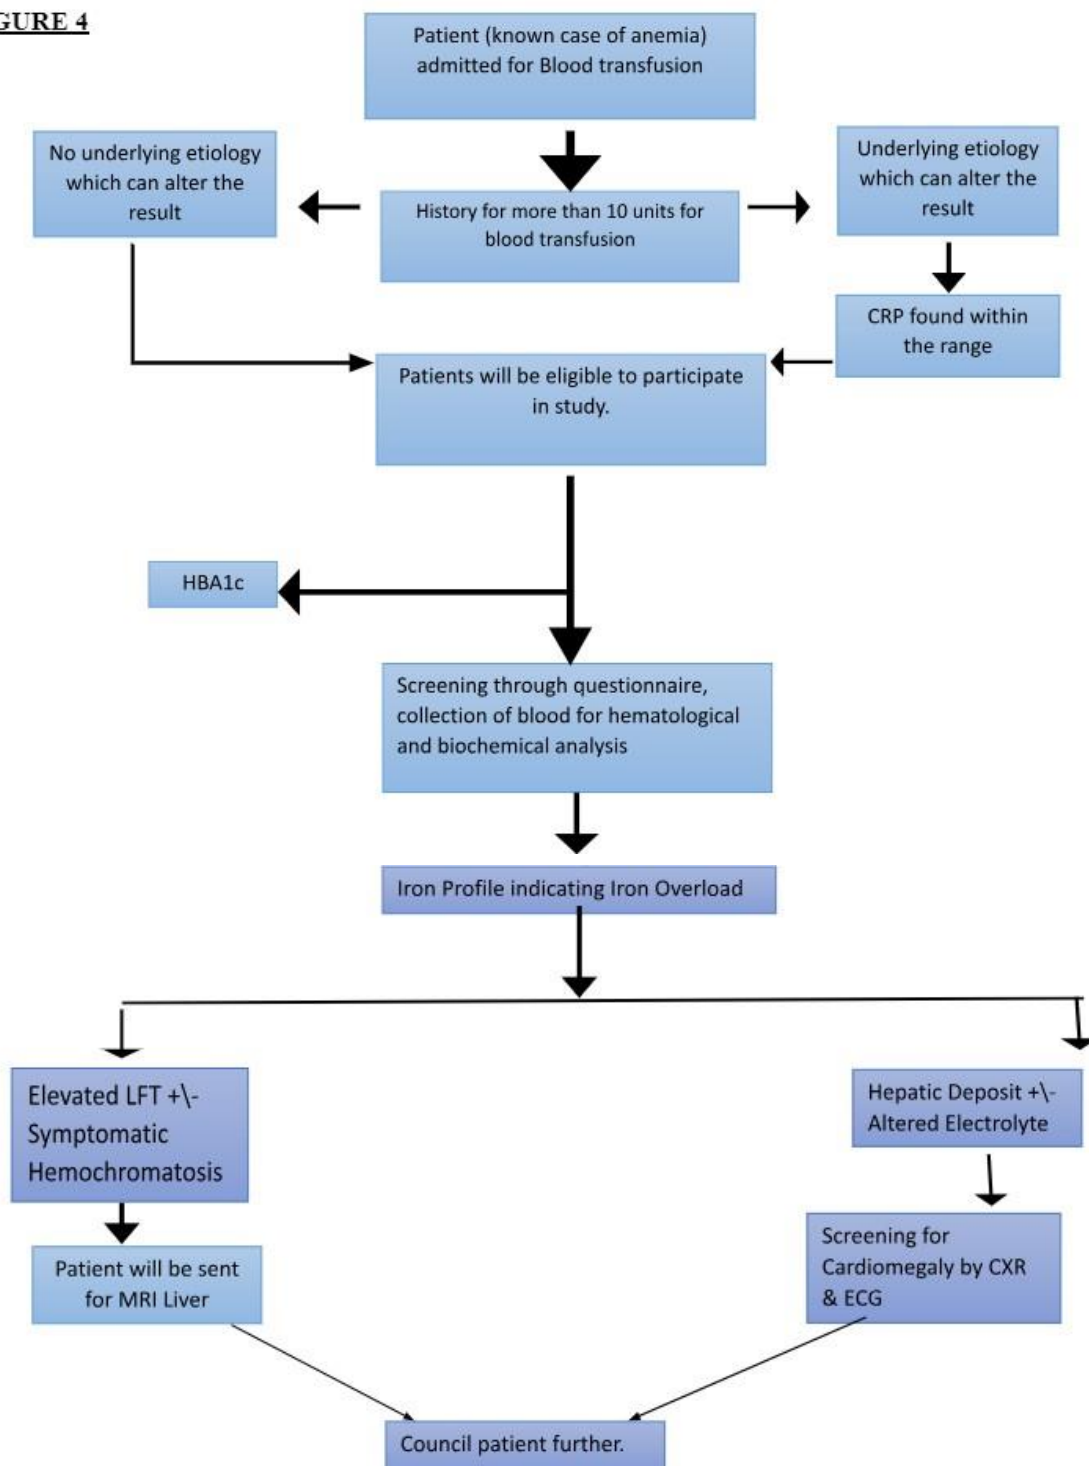 GURE 4
Patient (known case of anemia)
admitted for Blood transfusion
No underlying etiology
which can alter the
result
History for more than 10 units for
blood transfusion
Underlying etiology
which can alter the
result
CRP found within
the range
Patients will be eligible to participate
in study.
HBA1c
Screening through questionnaire,
collection of blood for hematological
and biochemical analysis
Iron Profile indicating Iron Overload
Elevated LFT +\-
Symptomatic
Hemochromatosis
Hepatic Deposit +\-
Altered Electrolyte
Patient will be sent
for MRI Liver
Screening for
Cardiomegaly by CXR
& ECG
Council patient further.